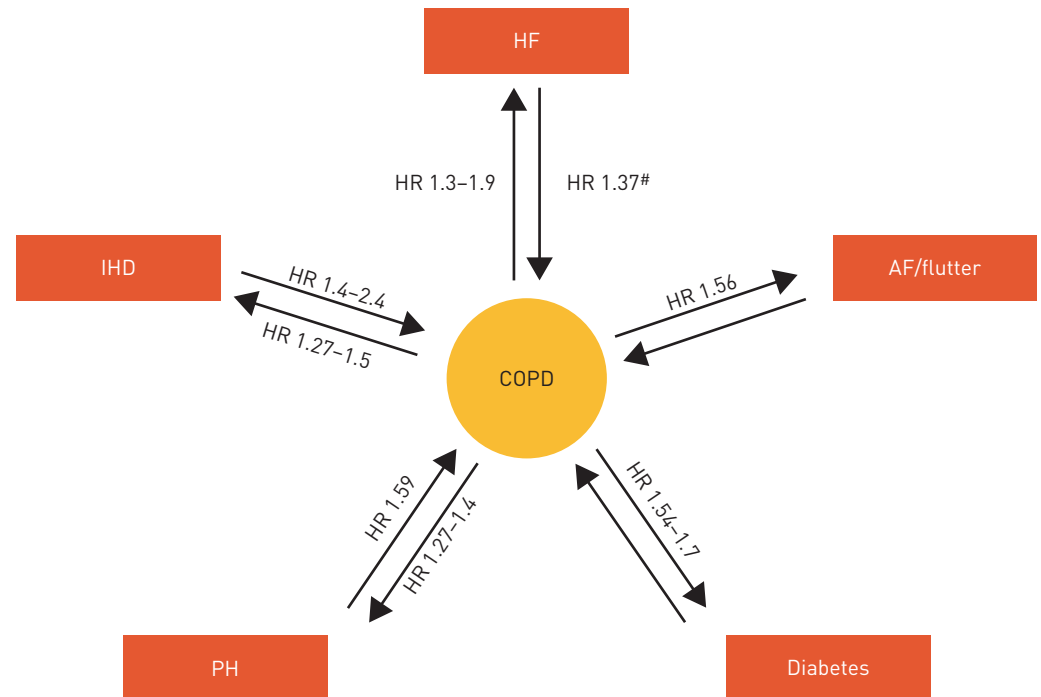 HF
HR 1.3–1.9
HR 1.37#
IHD
AF/flutter
HR 1.4–2.4
HR 1.27–1.5
HR 1.56
COPD
HR 1.59
HR 1.27–1.4
HR 1.54–1.7
PH
Diabetes